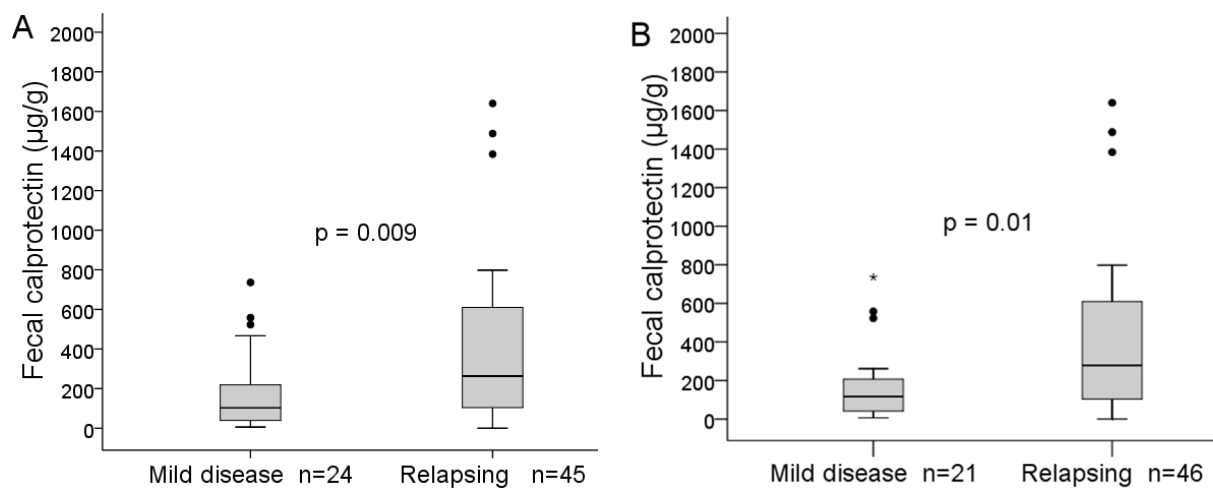 A
Fecal calprotectin (µg/g)
2000
1800
1600
1400
1200
1000
800
600
400
200
0
p = 0.009
Mild disease n=24 Relapsing n=45
B
Fecal calprotectin (µg/g)
2000
1800
1600
1400
1200
1000
800
600
400
200
0
p = 0.01
*
Mild disease n=21 Relapsing n=46